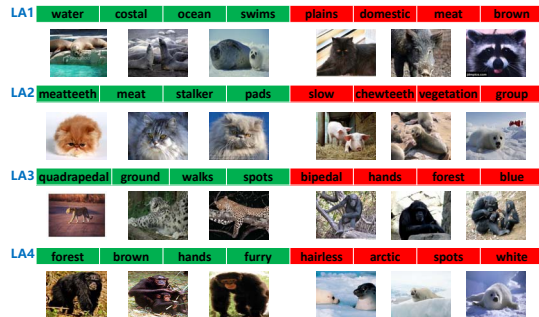 LA1 water costal ocean swims plains domestic meat brown
LA2 meatteeth meat stalker pads slow chewteeth vegetation group
LA3 quadrapedal ground walks spots bipedal hands forest blue
LA4 forest brown hands furry hairless arctic spots white